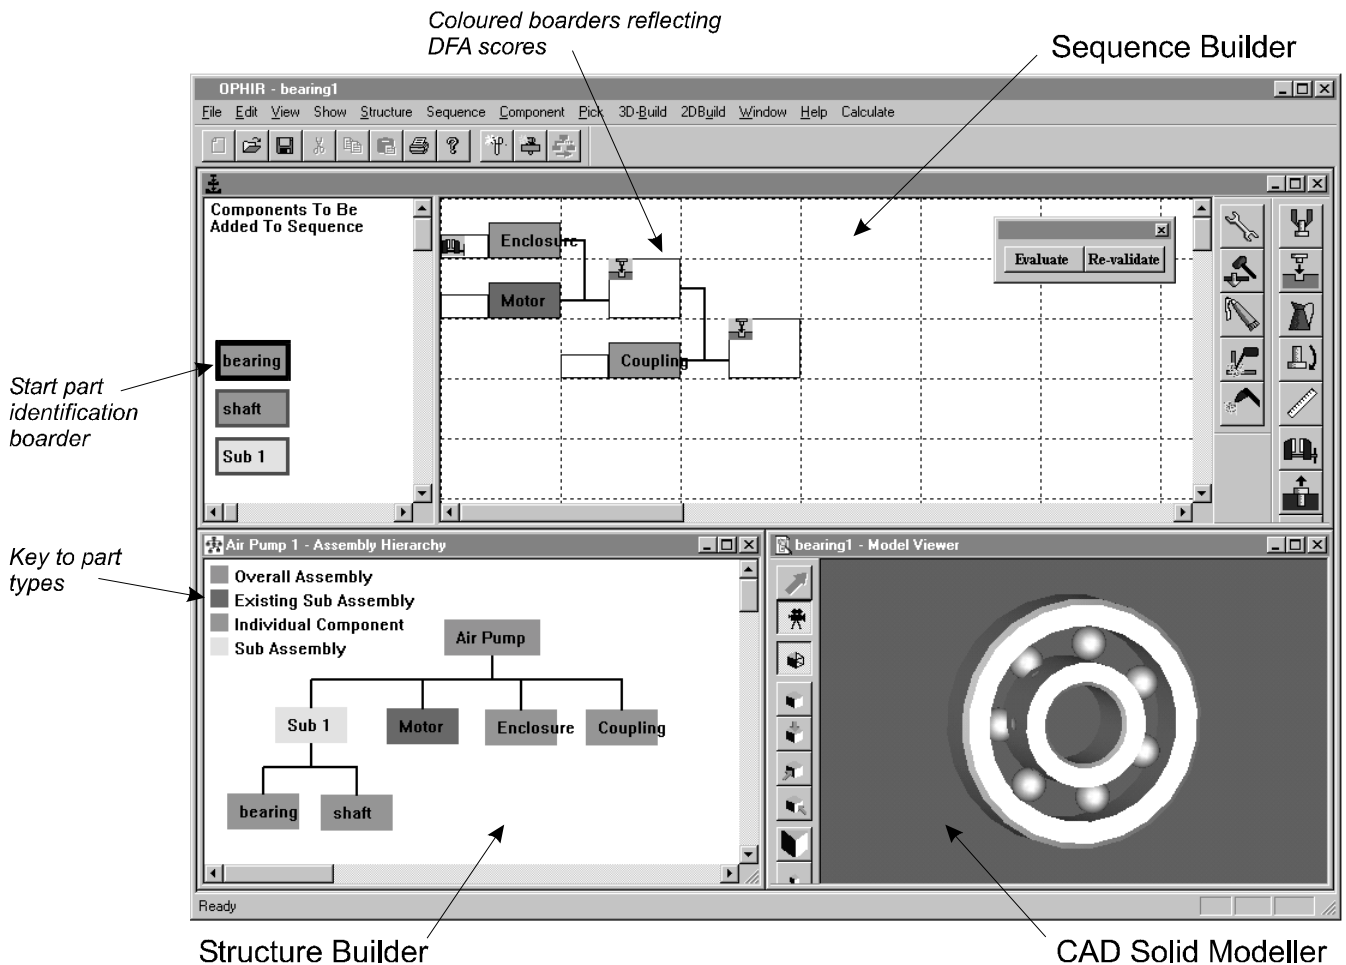 Coloured boarders reflecting
DFA scores
Sequence Builder
OPHIR - bearing1
File Edit View Show Structure Sequence Component Pick 3D-Build 2DBuild Window Help Calculate
Components To Be
Added To Sequence
Enclosure
Evaluate Re-validate
Motor
Coupling
bearing
shaft
Sub 1
Start part
identification
boarder
Key to part
types
Air Pump 1 - Assembly Hierarchy
Overall Assembly
Existing Sub Assembly
Individual Component
Sub Assembly
Air Pump
Sub 1 Motor Enclosure Coupling
bearing shaft
bearing1 - Model Viewer
Ready
Structure Builder
CAD Solid Modeller